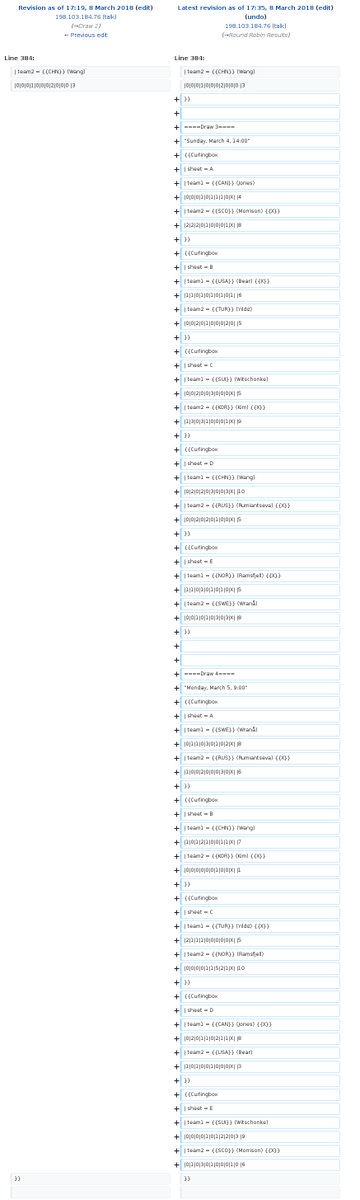 Revision as of 17:19, 8 March 2018 (edit)
198.103.184.76 (talk)
(→Draw 2)
← Previous edit
Latest revision as of 17:35, 8 March 2018 (edit)
(undo)
198.103.184.76 (talk)
(→Round Robin Results)
Line 384:
Line 384:
| team2 = {{CHN}} (Wang)
| team2 = {{CHN}} (Wang)
|0|0|0|1|0|0|0|2|0|0|0 |3
|0|0|0|1|0|0|0|2|0|0|0 |3
+ }}
+
+ ====Draw 3====
+ "Sunday, March 4, 14:00"
+ {{Curlingbox
+ | sheet = A
+ | team1 = {{CAN}} (Jones)
+ |0|0|0|1|0|1|1|1|0|X| |4
+ | team2 = {{SCO}} (Morrison) {{X}}
+ |2|2|2|0|1|0|0|0|1|X| |8
+ }}
+ {{Curlingbox
+ | sheet = B
+ | team1 = {{USA}} (Bear) {{X}}
+ |1|1|0|1|0|1|0|1|0|1| |6
+ | team2 = {{TUR}} (Yıldız)
+ |0|0|2|0|1|0|0|0|2|0| |5
+ }}
+ {{Curlingbox
+ | sheet = C
+ | team1 = {{SUI}} (Witschonke)
+ |0|0|2|0|0|3|0|0|0|X| |5
+ | team2 = {{KOR}} (Kim) {{X}}
+ |1|3|0|3|1|0|0|0|1|X| |9
+ }}
+ {{Curlingbox
+ | sheet = D
+ | team1 = {{CHN}} (Wang)
+ |0|2|0|2|0|3|0|0|3|X| |10
+ | team2 = {{RUS}} (Rumiantseva) {{X}}
+ |0|0|2|0|2|0|1|0|0|X| |5
+ }}
+ {{Curlingbox
+ | sheet = E
+ | team1 = {{NOR}} (Ramsfjell) {{X}}
+ |1|1|0|1|0|1|0|1|0|X| |5
+ | team2 = {{SWE}} (Wranå)
+ |0|0|1|0|1|0|3|0|3|X| |8
+ }}
+
+
+ ====Draw 4====
+ "Monday, March 5, 9:00"
+ {{Curlingbox
+ | sheet = A
+ | team1 = {{SWE}} (Wranå)
+ |0|1|1|0|3|0|1|0|2|X| |8
+ | team2 = {{RUS}} (Rumiantseva) {{X}}
+ |1|0|0|2|0|0|0|3|0|X| |6
+ }}
+ {{Curlingbox
+ | sheet = B
+ | team1 = {{CHN}} (Wang)
+ |1|0|1|2|1|0|0|1|1|X| |7
+ | team2 = {{KOR}} (Kim) {{X}}
+ |0|0|0|0|0|0|1|0|0|X| |1
+ }}
+ {{Curlingbox
+ | sheet = C
+ | team1 = {{TUR}} (Yıldız) {{X}}
+ |2|1|1|1|0|0|0|0|0|X| |5
+ | team2 = {{NOR}} (Ramsfjell)
+ |0|0|0|0|1|1|5|2|1|X| |10
+ }}
+ {{Curlingbox
+ | sheet = D
+ | team1 = {{CAN}} (Jones) {{X}}
+ |0|2|0|1|1|0|2|1|1|X| |8
+ | team2 = {{USA}} (Bear)
+ |1|0|1|0|0|1|0|0|0|X| |3
+ }}
+ {{Curlingbox
+ | sheet = E
+ | team1 = {{SUI}} (Witschonke)
+ |0|0|0|0|1|0|1|2|2|0|3 |9
+ | team2 = {{SCO}} (Morrison) {{X}}
+ |0|1|0|3|0|1|0|0|0|1|0 |6
}}
}}